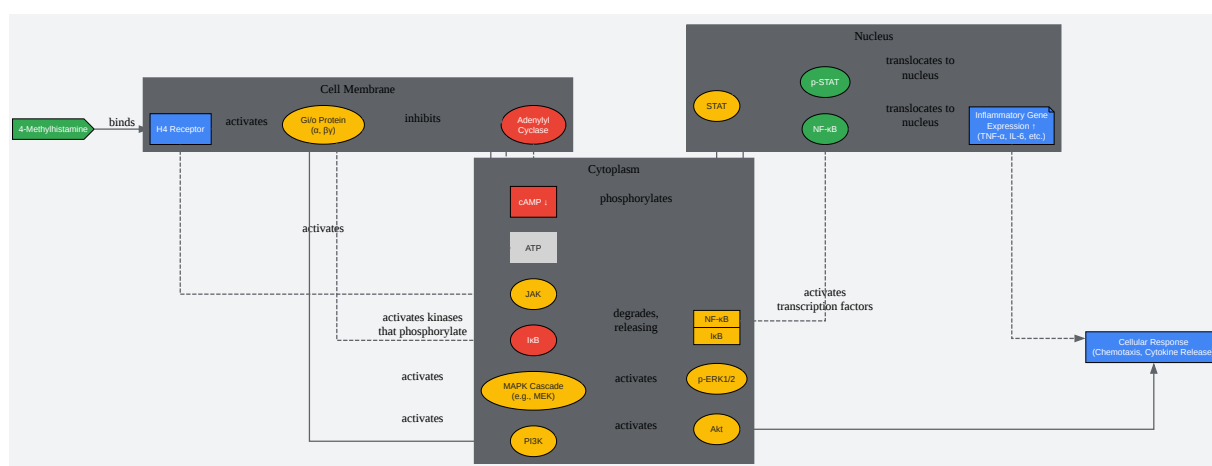 Nucleus
translocates to
nucleus
p-STAT
Cell Membrane
STAT
translocates to
nucleus
4-Methylhistamine
binds
H4 Receptor
activates
Gi/o Protein
(α, βγ)
inhibits
Adenylyl
Cyclase
NF-κB
Inflammatory Gene
Expression ↑
(TNF-α, IL-6, etc.)
Cytoplasm
cAMP ↓
phosphorylates
activates
ATP
JAK
activates
transcription factors
activates kinases
that phosphorylate
degrades,
releasing
NF-κB
IκB
IκB
Cellular Response
(Chemotaxis, Cytokine Release
activates
MAPK Cascade
(e.g., MEK)
activates
p-ERK1/2
activates
PI3K
activates
Akt